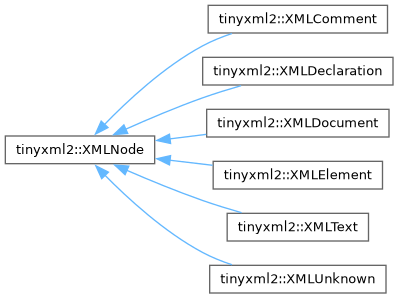 tinyxml2::XMLComment
tinyxml2::XMLDeclaration
tinyxml2::XMLDocument
tinyxml2::XMLNode
tinyxml2::XMLElement
tinyxml2::XMLText
tinyxml2::XMLUnknown